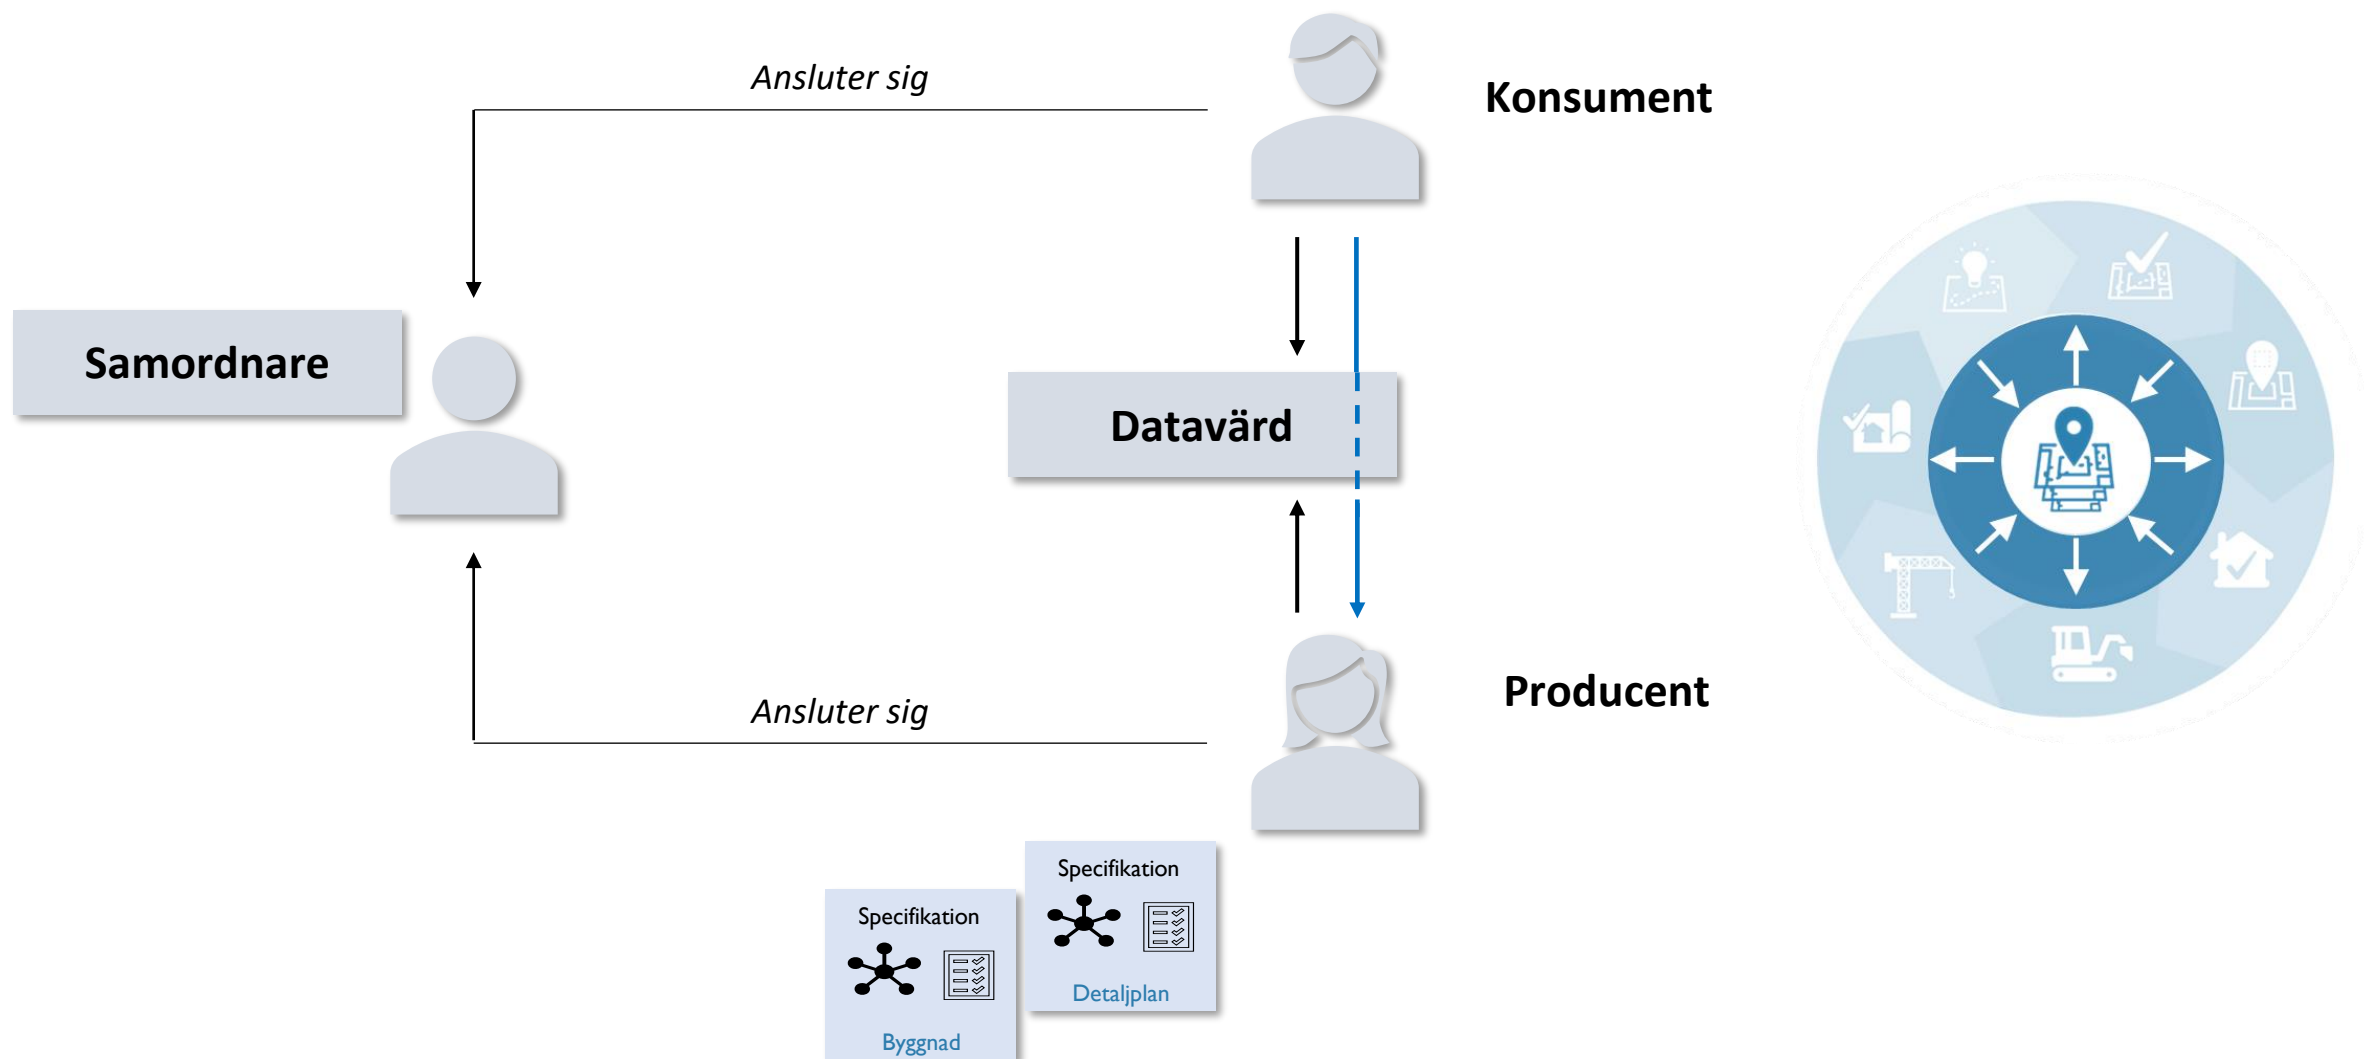 Ansluter sig
Konsument
Samordnare
Datavärd
Producent
Ansluter sig
Specifikation
Detaljplan
Specifikation
Byggnad